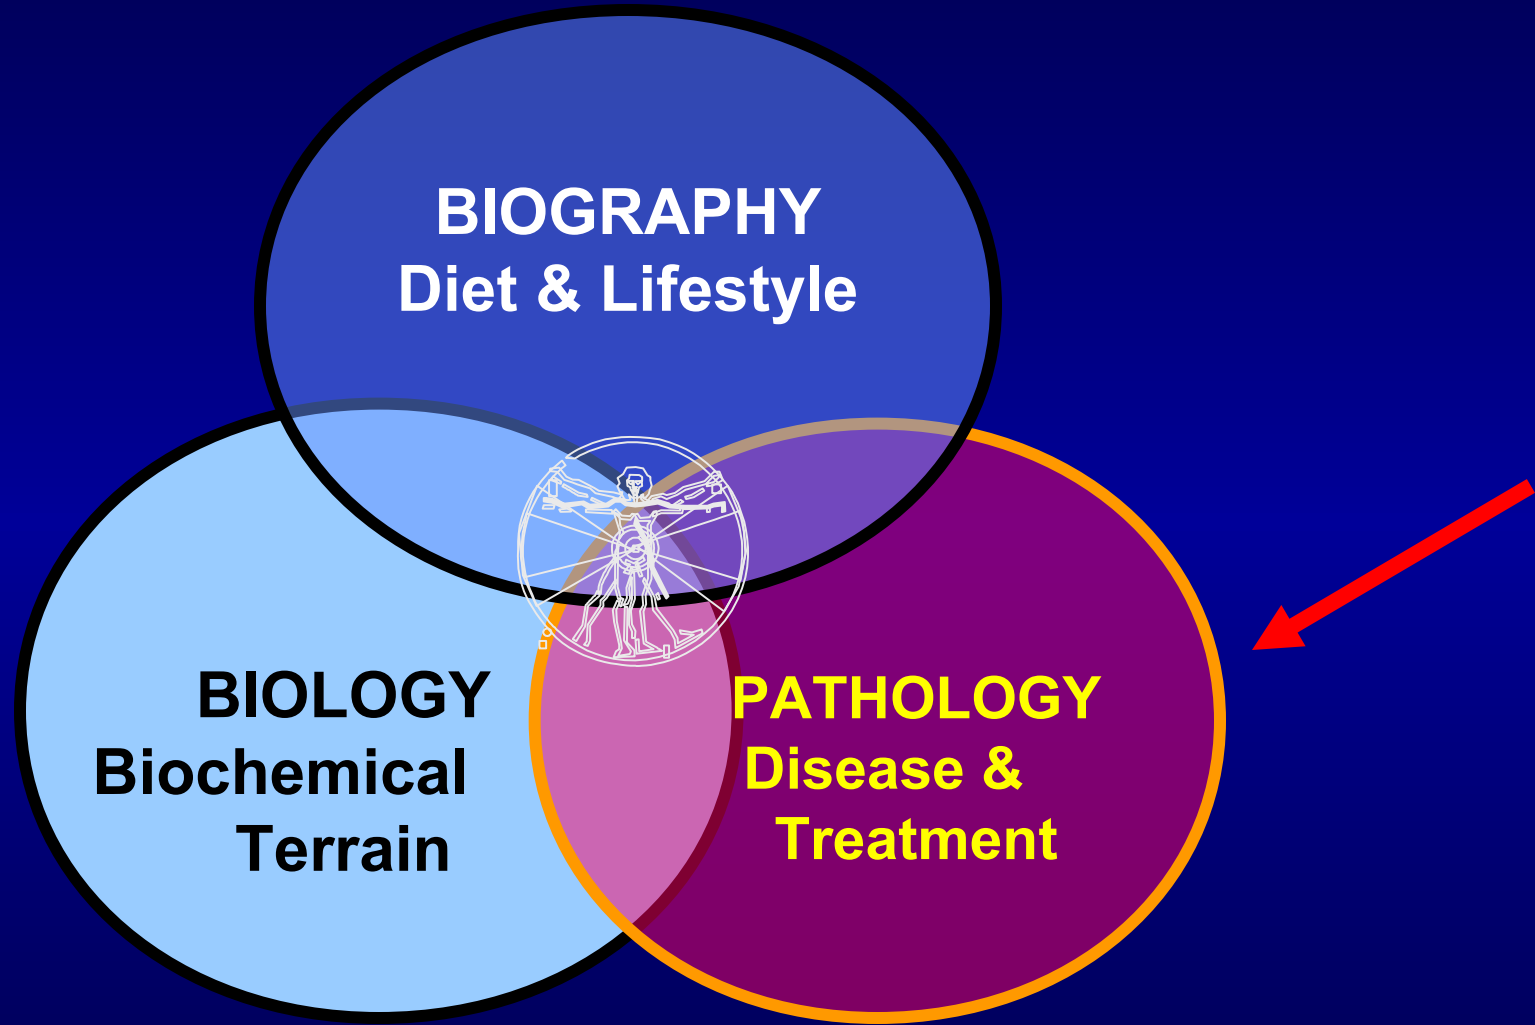 BIOGRAPHY
Diet & Lifestyle
BIOLOGY
Biochemical
Terrain
PATHOLOGY
Disease &
Treatment